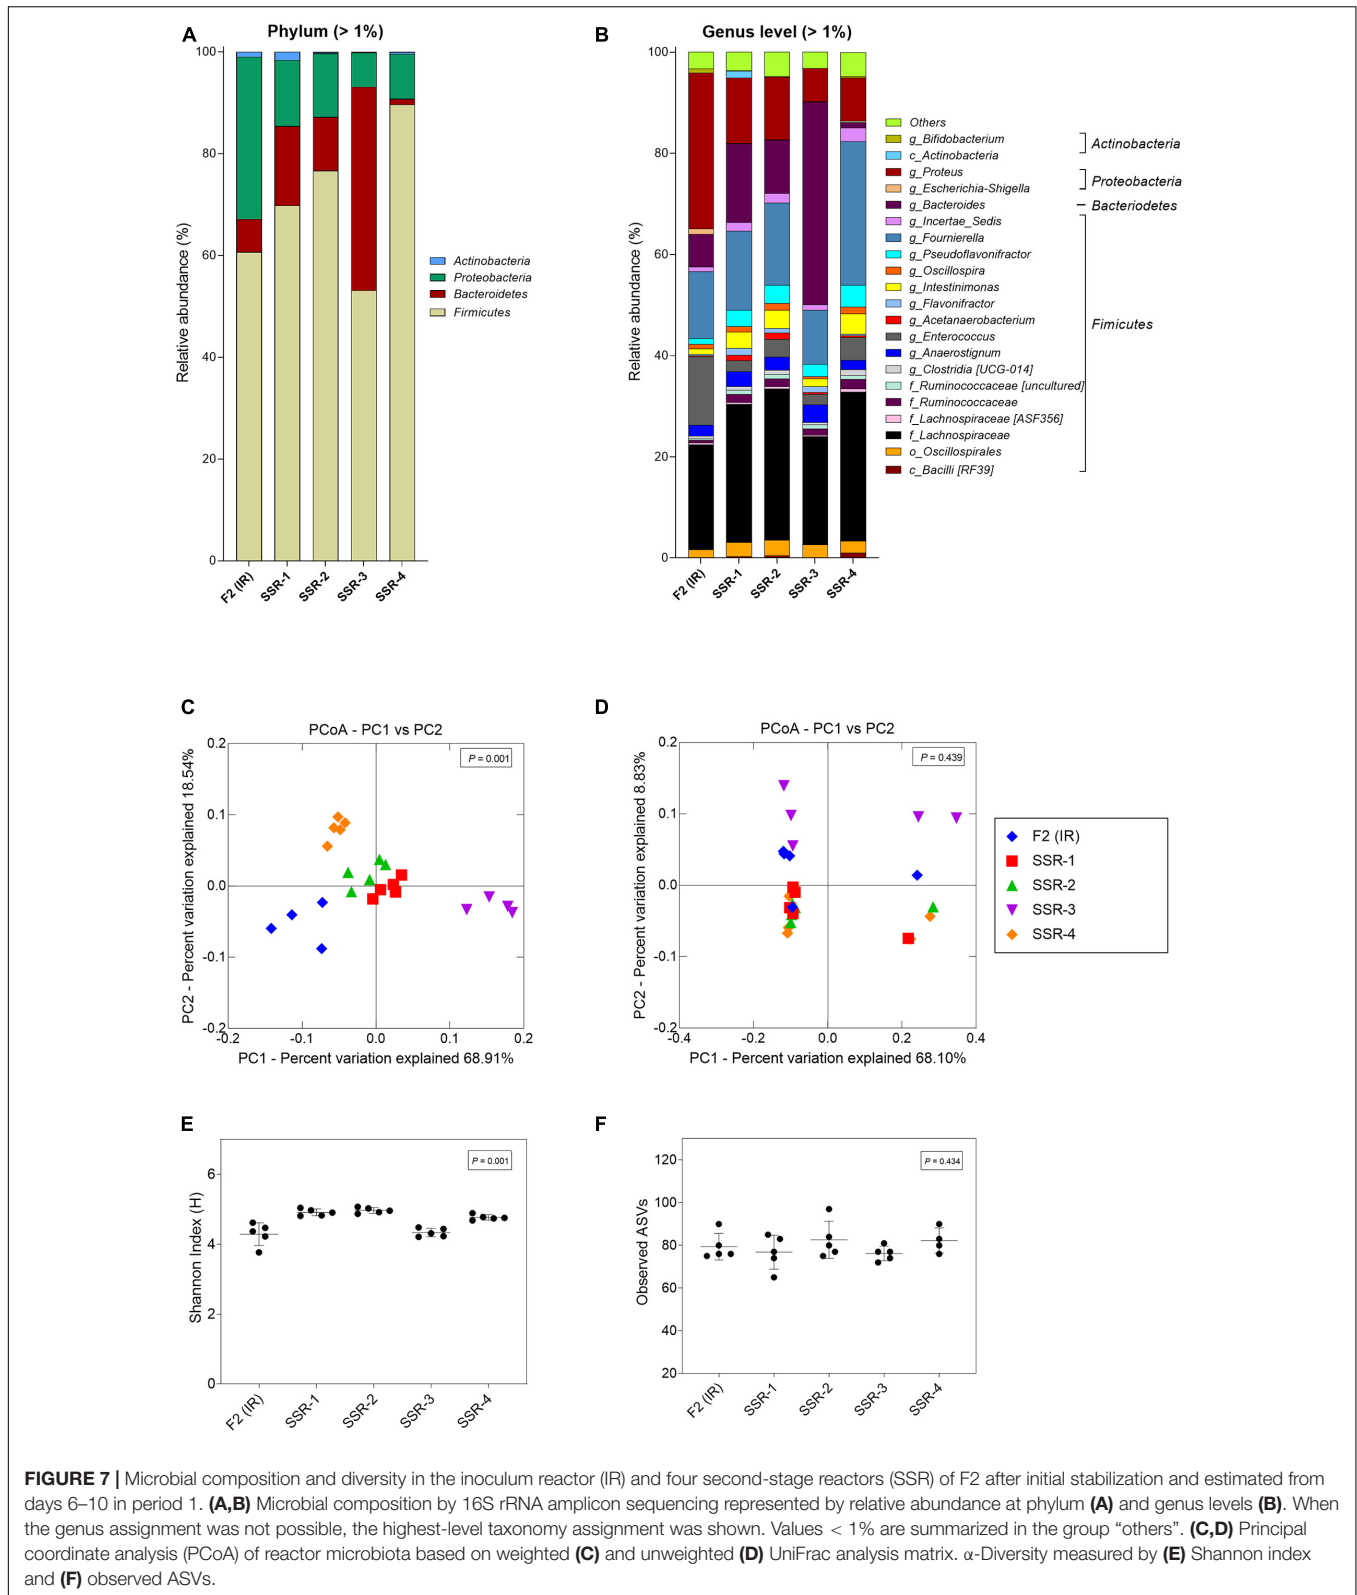 A
Phylum (> 1%)
100
80
60
40
20
0
Relative abundance (%)
F2 (IR)
SSR-1
SSR-2
SSR-3
SSR-4
Actinobacteria
Proteobacteria
Bacteroidetes
Firmicutes
B
Genus level (> 1%)
100
80
60
40
20
0
Relative abundance (%)
F2 (IR)
SSR-1
SSR-2
SSR-3
SSR-4
Others
g_Bifidobacterium
c_Actinobacteria
g_Proteus
g_Escherichia-Shigella
g_Bacteroides
g_Incertae_Sedis
g_Fournierella
g_Pseudoflavonifractor
g_Oscillospira
g_Intestinimonas
g_Flavonifractor
g_Acetanaerobacterium
g_Enterococcus
g_Anaerostignum
g_Clostridia [UCG-014]
f_Ruminococcaceae [uncultured]
f_Ruminococcaceae
f_Lachnospiraceae [ASF356]
f_Lachnospiraceae
o_Oscillospirales
c_Bacilli [RF39]
Actinobacteria
Proteobacteria
Bacteriodetes
Fimicutes
C
PCoA - PC1 vs PC2
P = 0.001
0.2
0.1
0.0
-0.1
-0.2
PC2 - Percent variation explained 18.54%
-0.2
-0.1
0.0
0.1
0.2
PC1 - Percent variation explained 68.91%
D
PCoA - PC1 vs PC2
P = 0.439
0.2
0.1
0.0
-0.1
-0.2
PC2 - Percent variation explained 8.83%
-0.4
-0.2
0.0
0.2
0.4
PC1 - Percent variation explained 68.10%
F2 (IR)
SSR-1
SSR-2
SSR-3
SSR-4
E
P = 0.001
6
4
2
0
Shannon Index (H)
F2 (IR)
SSR-1
SSR-2
SSR-3
SSR-4
F
P = 0.434
120
100
80
60
40
20
Observed ASVs
F2 (IR)
SSR-1
SSR-2
SSR-3
SSR-4
FIGURE 7 | Microbial composition and diversity in the inoculum reactor (IR) and four second-stage reactors (SSR) of F2 after initial stabilization and estimated from
days 6–10 in period 1. (A,B) Microbial composition by 16S rRNA amplicon sequencing represented by relative abundance at phylum (A) and genus levels (B). When
the genus assignment was not possible, the highest-level taxonomy assignment was shown. Values < 1% are summarized in the group “others”. (C,D) Principal
coordinate analysis (PCoA) of reactor microbiota based on weighted (C) and unweighted (D) UniFrac analysis matrix. α-Diversity measured by (E) Shannon index
and (F) observed ASVs.